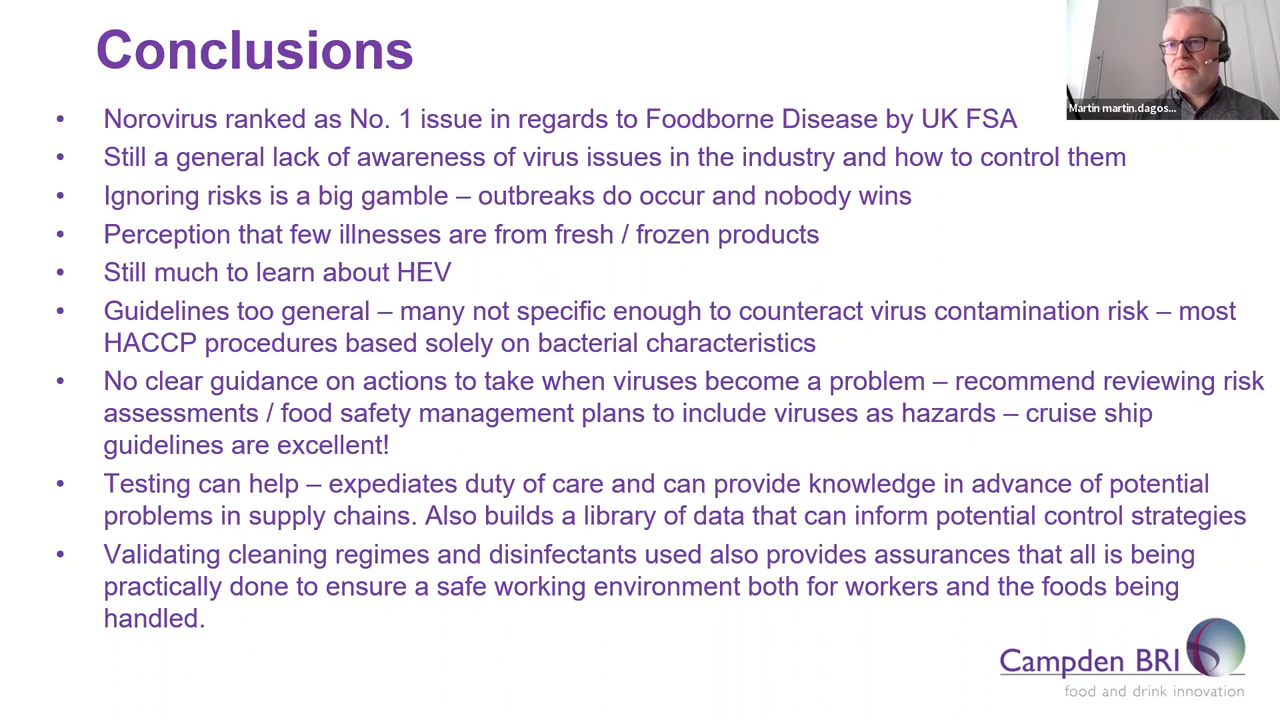 Conclusions
Martin martin.dagos...
• Norovirus ranked as No. 1 issue in regards to Foodborne Disease by UK FSA
• Still a general lack of awareness of virus issues in the industry and how to control them
• Ignoring risks is a big gamble – outbreaks do occur and nobody wins
• Perception that few illnesses are from fresh / frozen products
• Still much to learn about HEV
• Guidelines too general – many not specific enough to counteract virus contamination risk – most
HACCP procedures based solely on bacterial characteristics
• No clear guidance on actions to take when viruses become a problem – recommend reviewing risk
assessments / food safety management plans to include viruses as hazards – cruise ship
guidelines are excellent!
• Testing can help – expediates duty of care and can provide knowledge in advance of potential
problems in supply chains. Also builds a library of data that can inform potential control strategies
• Validating cleaning regimes and disinfectants used also provides assurances that all is being
practically done to ensure a safe working environment both for workers and the foods being
handled.
Campden BRI
food and drink innovation